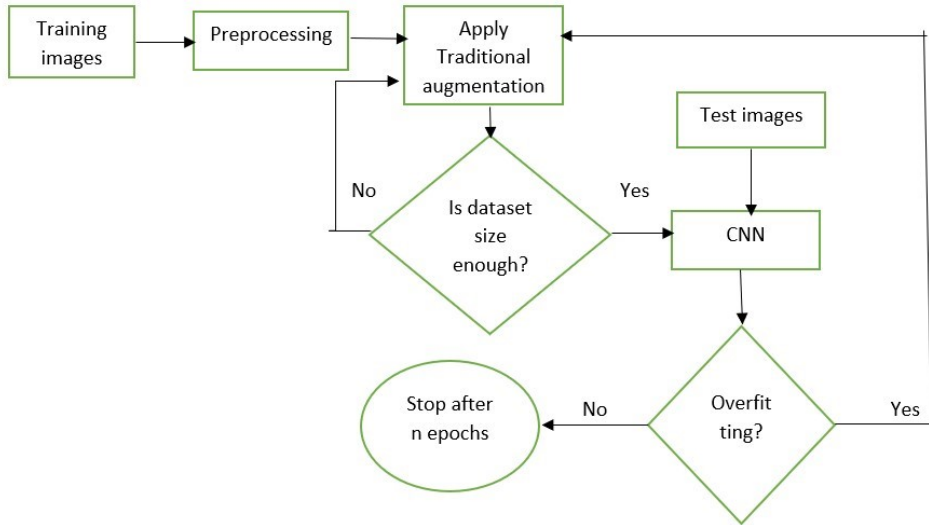 Training
images
Preprocessing
Apply
Traditional
augmentation
Test images
No
Yes
Is dataset
size
enough?
CNN
Stop after
n epochs
No
Overfit
ting?
Yes